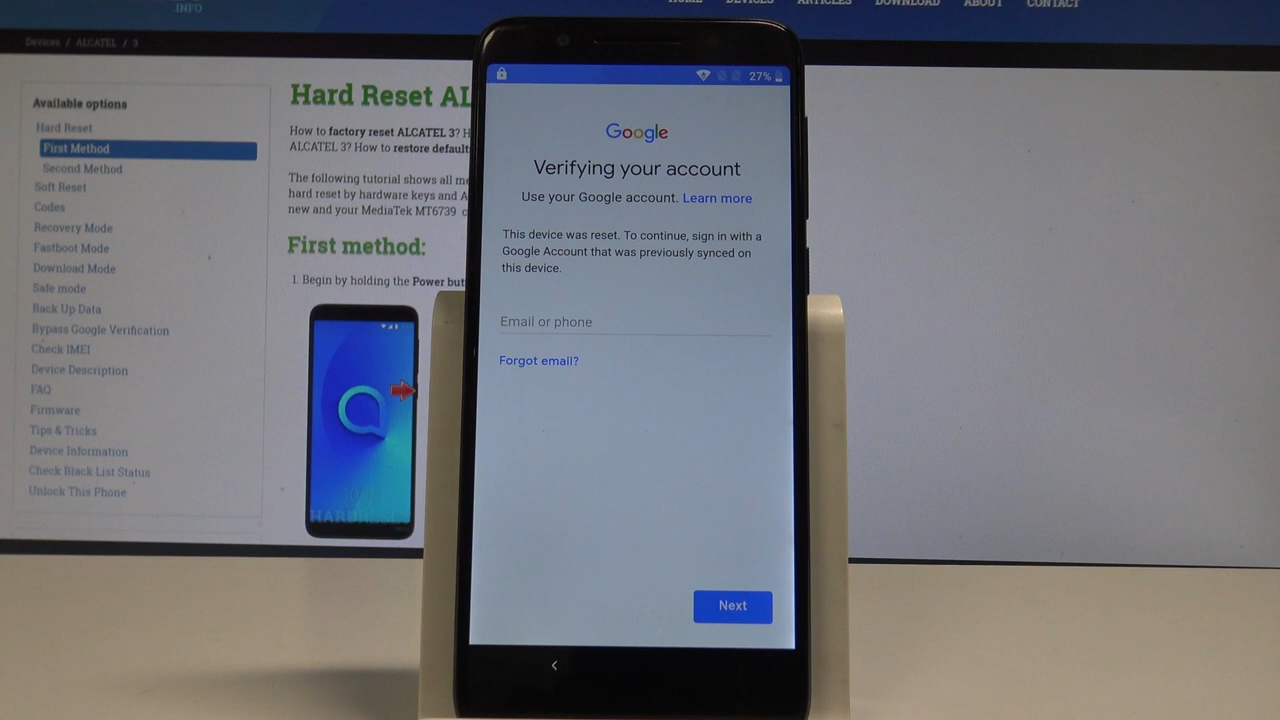 .INFO
HOME DEVICES ARTICLES DOWNLOAD ABOUT CONTACT
Devices / ALCATEL / 3
Available options
Hard Reset
First Method
Second Method
Soft Reset
Codes
Recovery Mode
Fastboot Mode
Download Mode
Safe mode
Back Up Data
Bypass Google Verification
Check IMEI
Device Description
FAQ
Firmware
Tips & Tricks
Device Information
Check Black List Status
Unlock This Phone
Hard Reset AL
How to factory reset ALCATEL 3? H
ALCATEL 3? How to restore default
The following tutorial shows all me
hard reset by hardware keys and A
new and your MediaTek MT6739 c
First method:
1. Begin by holding the Power but
HARDRESE
27%
Google
Verifying your account
Use your Google account. Learn more
This device was reset. To continue, sign in with a
Google Account that was previously synced on
this device.
Email or phone
Forgot email?
Next